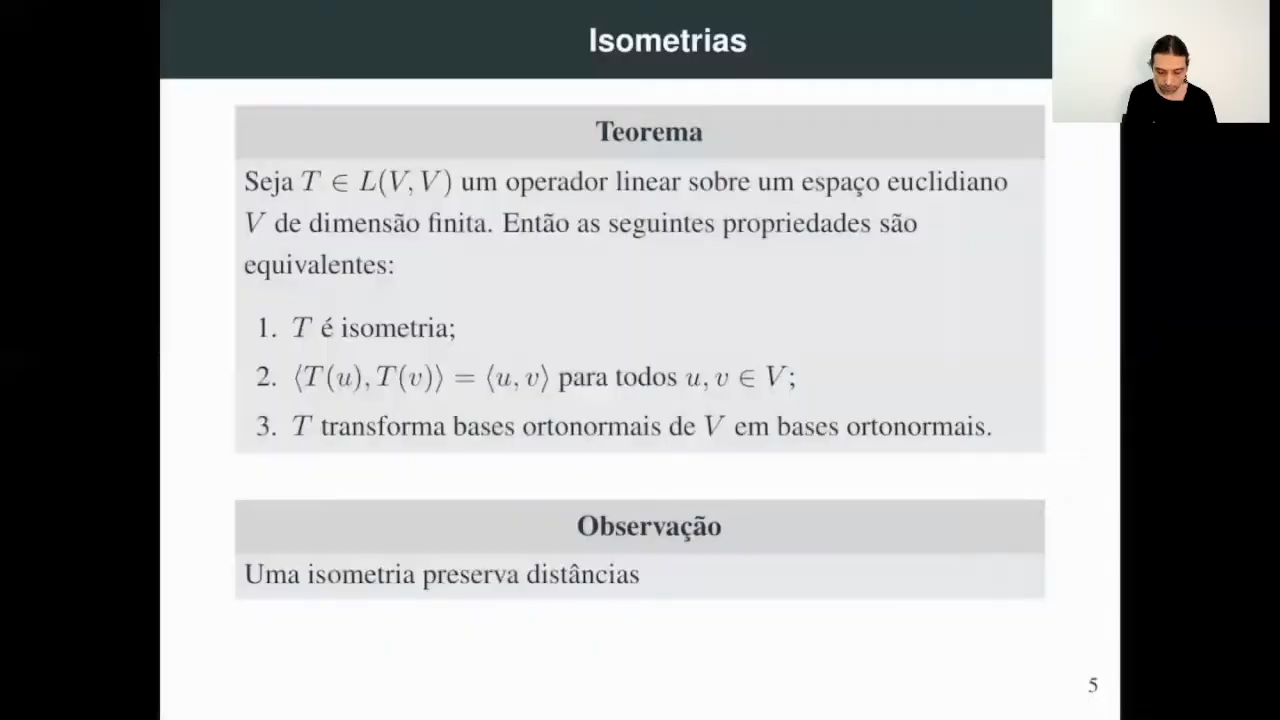 Isometrias
Teorema
Seja T ∈ L(V, V) um operador linear sobre um espaço euclidiano
V de dimensão finita. Então as seguintes propriedades são
equivalentes:
1. T é isometria;
2. ⟨T(u), T(v)⟩ = ⟨u, v⟩ para todos u, v ∈ V;
3. T transforma bases ortonormais de V em bases ortonormais.
Observação
Uma isometria preserva distâncias
5